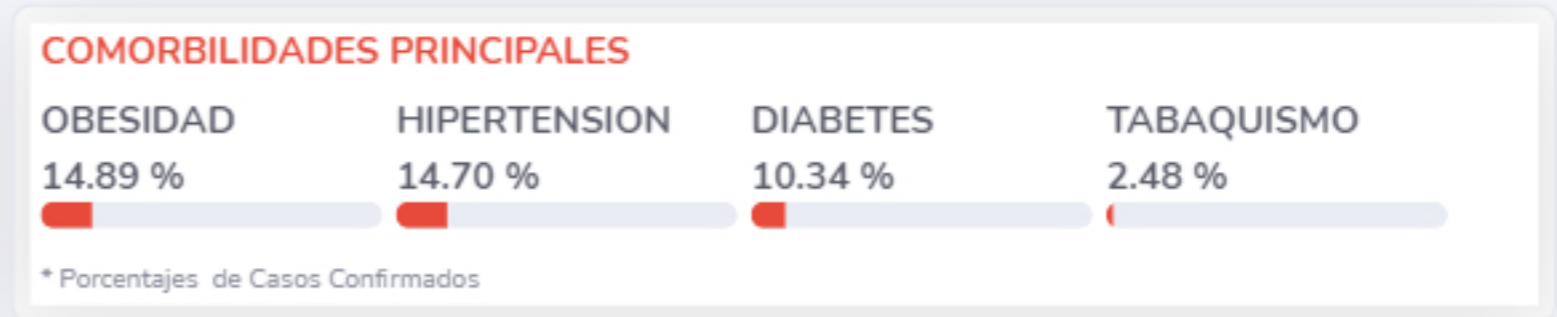 COMORBILIDADES PRINCIPALES
OBESIDAD HIPERTENSION DIABETES TABAQUISMO
14.89 % 14.70 % 10.34 % 2.48 %
* Porcentajes de Casos Confirmados